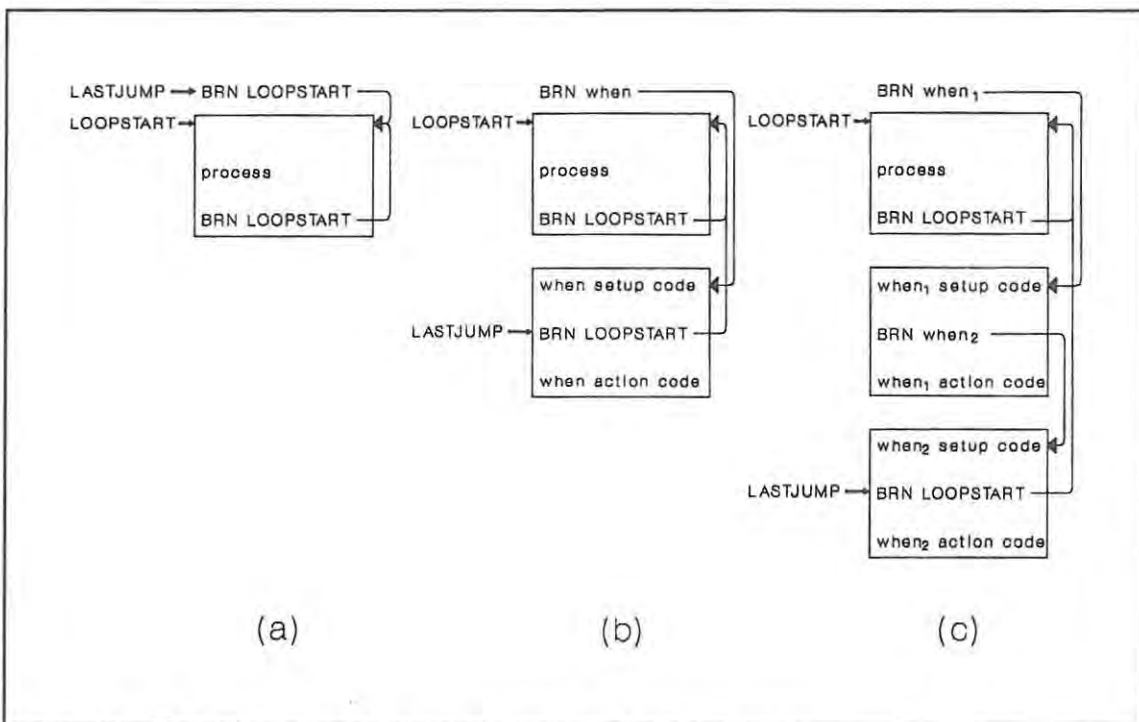 LASTJUMP BRN LOOPSTART
LOOPSTART
process
BRN LOOPSTART
(a)
BRN when
LOOPSTART
process
BRN LOOPSTART
when setup code
LASTJUMP BRN LOOPSTART
when action code
(b)
BRN when₁
LOOPSTART
process
BRN LOOPSTART
when₁ setup code
BRN when₂
when₁ action code
when₂ setup code
LASTJUMP BRN LOOPSTART
when₂ action code
(c)